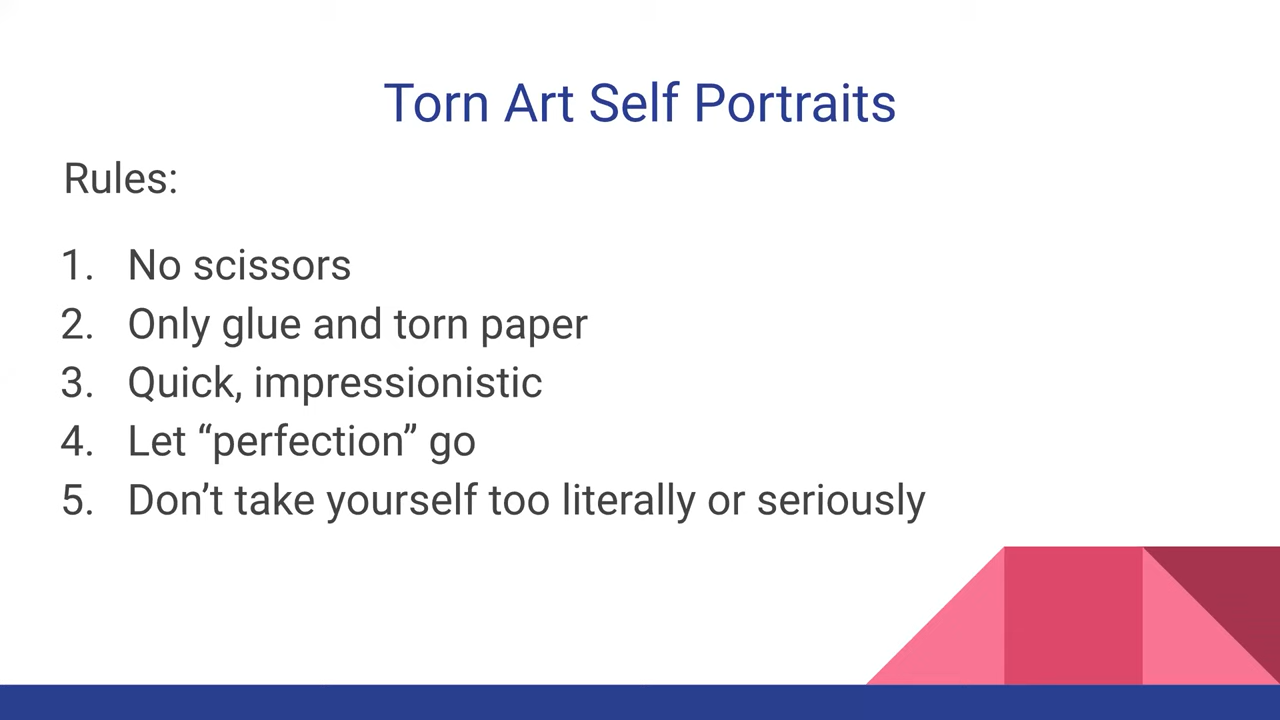 Torn Art Self Portraits
Rules:
1. No scissors
2. Only glue and torn paper
3. Quick, impressionistic
4. Let “perfection” go
5. Don’t take yourself too literally or seriously